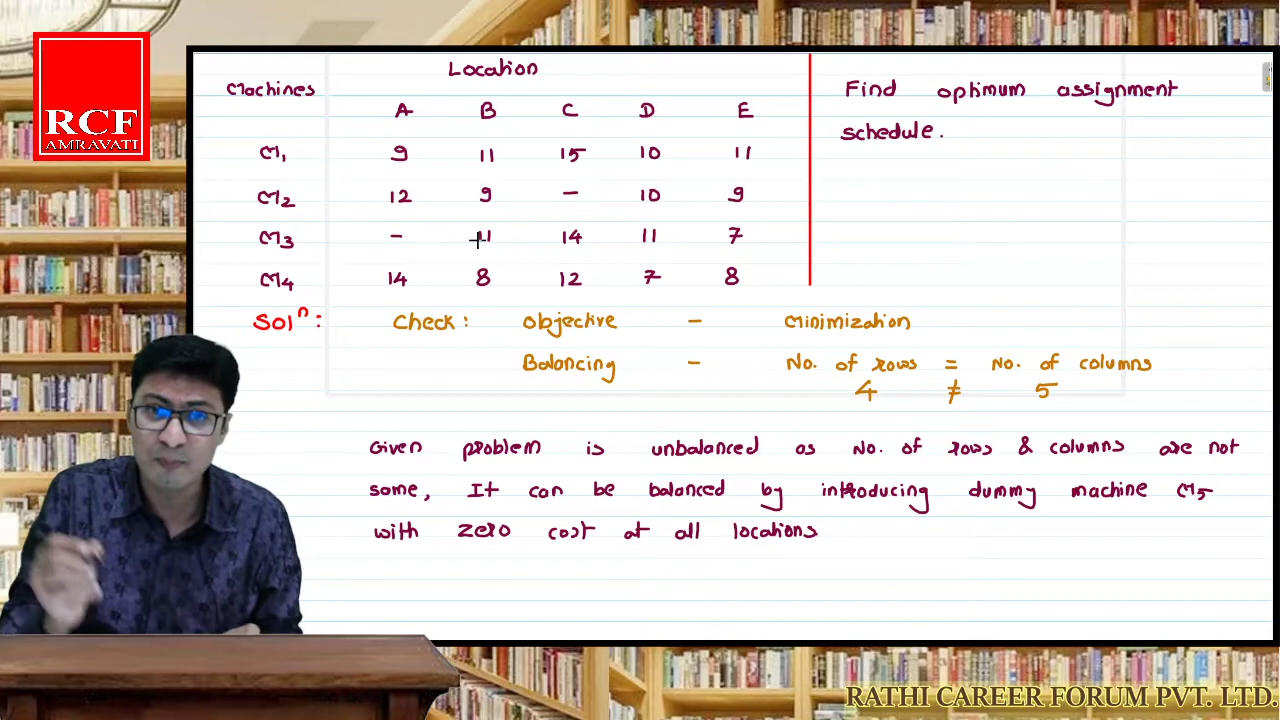 RCF
AMRAVATI
Location
Machines
A B C D E
M1 9 11 15 10 11
M2 12 9 – 10 9
M3 – 11 14 11 7
M4 14 8 12 7 8
Find optimum assignment
schedule.
Solⁿ: Check: Objective – Minimization
Balancing – No. of rows = No. of columns
4 ≠ 5
Given problem is unbalanced as No. of rows & columns are not
same, It can be balanced by introducing dummy machine M5
with zero cost at all locations
RATHI CAREER FORUM PVT. LTD.